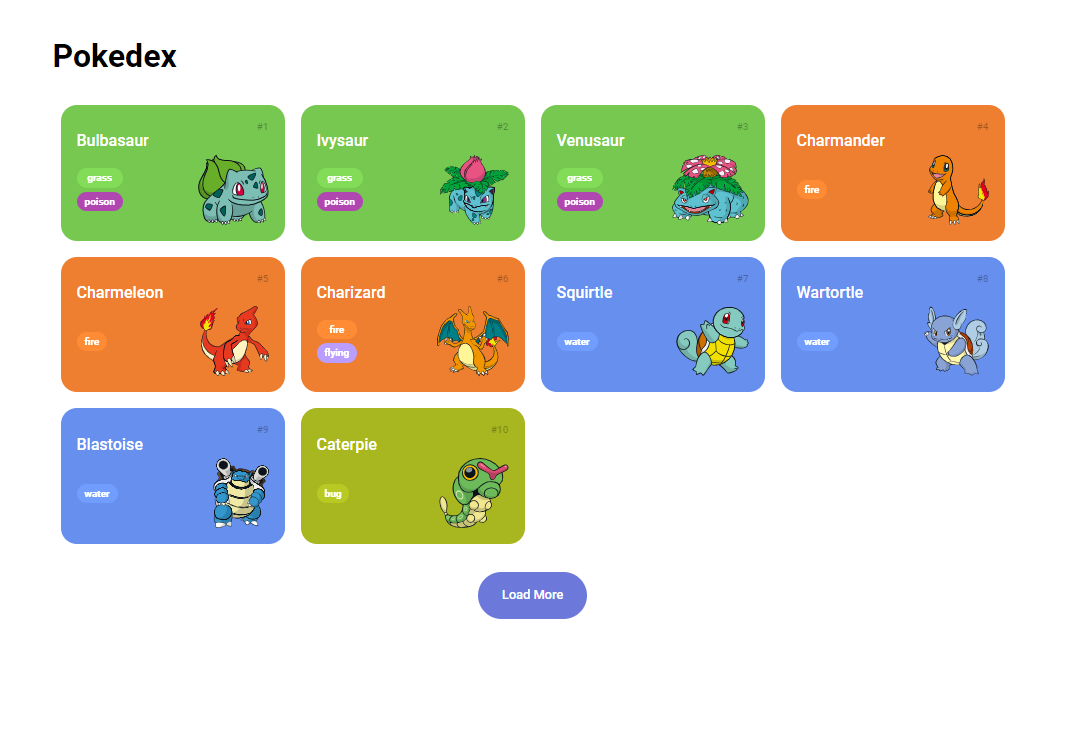 Pokedex
#1
Bulbasaur
grass
poison
#2
Ivysaur
grass
poison
#3
Venusaur
grass
poison
#4
Charmander
fire
#5
Charmeleon
fire
#6
Charizard
fire
flying
#7
Squirtle
water
#8
Wartortle
water
#9
Blastoise
water
#10
Caterpie
bug
Load More